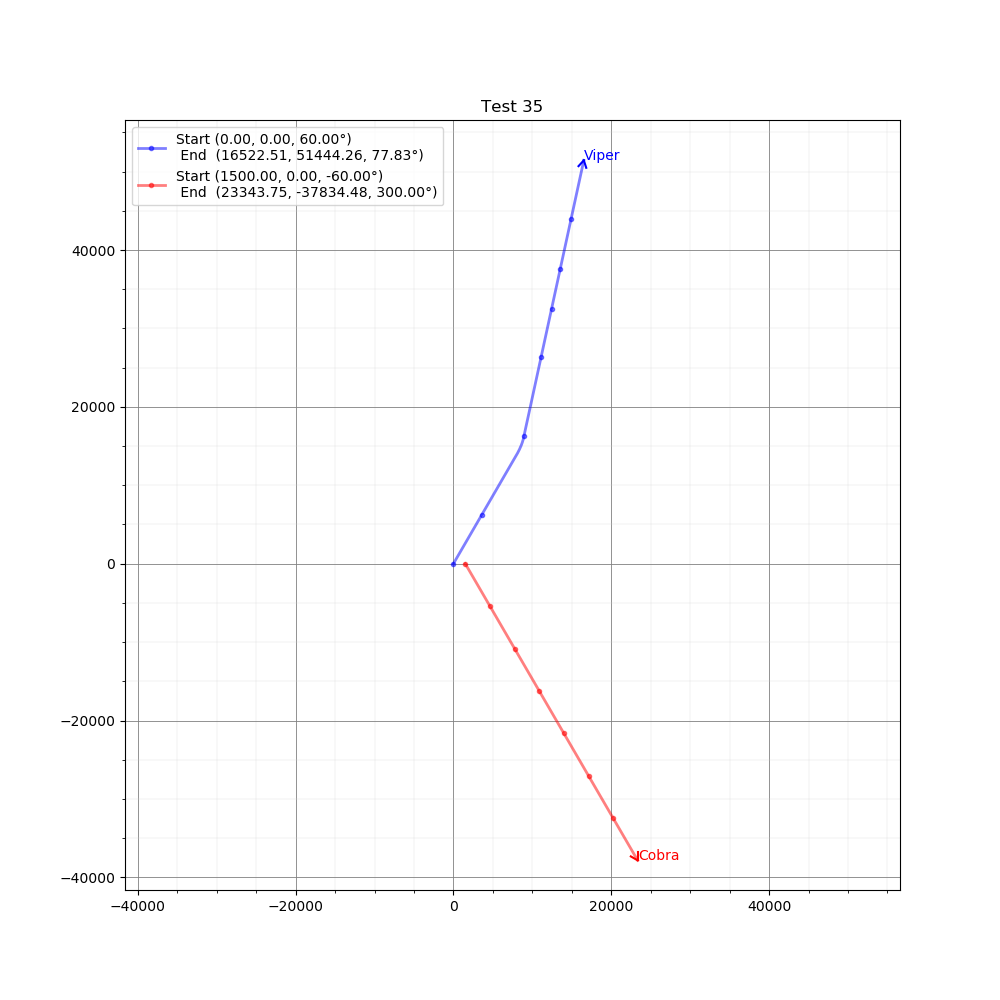 Test 35
Start (0.00, 0.00, 60.00°)
End  (16522.51, 51444.26, 77.83°)
Start (1500.00, 0.00, -60.00°)
End  (23343.75, -37834.48, 300.00°)
Viper
Cobra
40000
20000
0
−20000
−40000
−40000
−20000
0
20000
40000